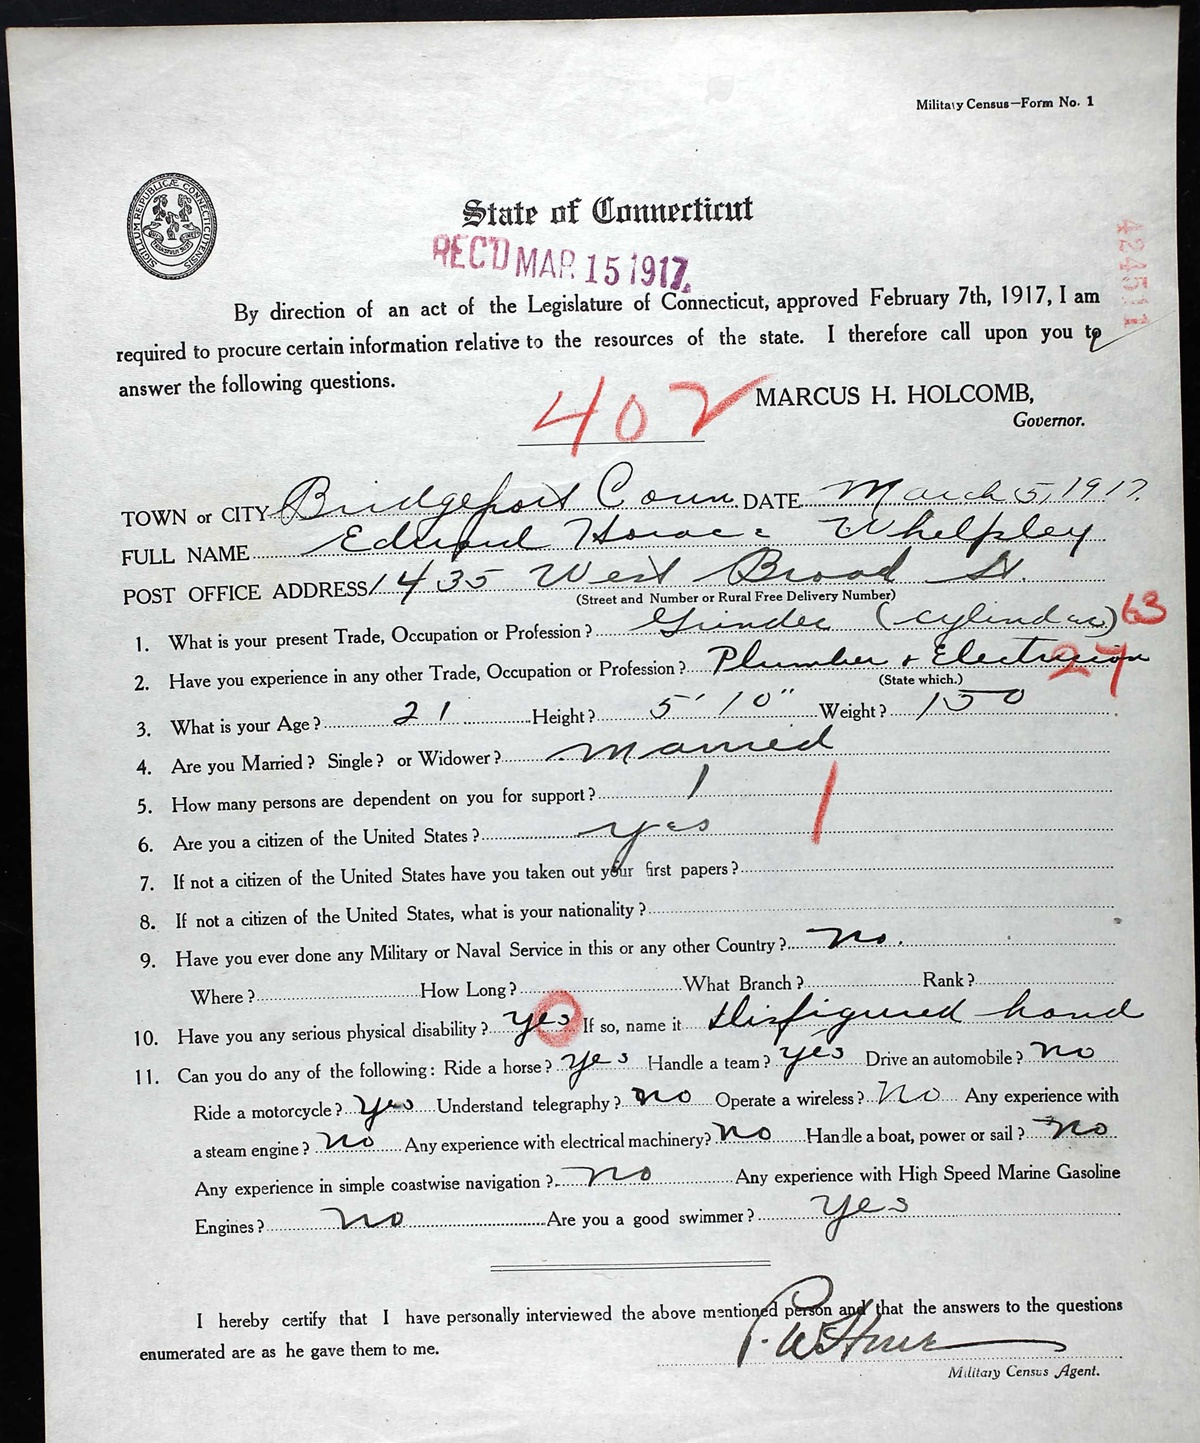 Military Census—Form No. 1
SIGILLUM REIPUBLICÆ CONNECTICUTENSIS
State of Connecticut
REC'D MAR 15 1917
424511
By direction of an act of the Legislature of Connecticut, approved February 7th, 1917, I am
required to procure certain information relative to the resources of the state. I therefore call upon you to
answer the following questions.
402
MARCUS H. HOLCOMB,
Governor.
TOWN or CITY Bridgeport Conn. DATE March 5, 1917.
FULL NAME Edward Horace Whelpley
POST OFFICE ADDRESS 1435 West Broad St.
(Street and Number or Rural Free Delivery Number)
1. What is your present Trade, Occupation or Profession? Grinder (cylinder) 63
2. Have you experience in any other Trade, Occupation or Profession? Plumber + Electrician 27
(State which.)
3. What is your Age? 21 Height? 5' 10" Weight? 150
4. Are you Married? Single? or Widower? Married
5. How many persons are dependent on you for support? 1 1
6. Are you a citizen of the United States? yes
7. If not a citizen of the United States have you taken out your first papers?
8. If not a citizen of the United States, what is your nationality?
9. Have you ever done any Military or Naval Service in this or any other Country? no.
Where? How Long? What Branch? Rank?
10. Have you any serious physical disability? yes If so, name it Disfigured hand
11. Can you do any of the following: Ride a horse? yes Handle a team? yes Drive an automobile? no
Ride a motorcycle? yes Understand telegraphy? no Operate a wireless? No Any experience with
a steam engine? no Any experience with electrical machinery? no Handle a boat, power or sail? no
Any experience in simple coastwise navigation? no Any experience with High Speed Marine Gasoline
Engines? no Are you a good swimmer? yes
I hereby certify that I have personally interviewed the above mentioned person and that the answers to the questions
enumerated are as he gave them to me.
Military Census Agent.